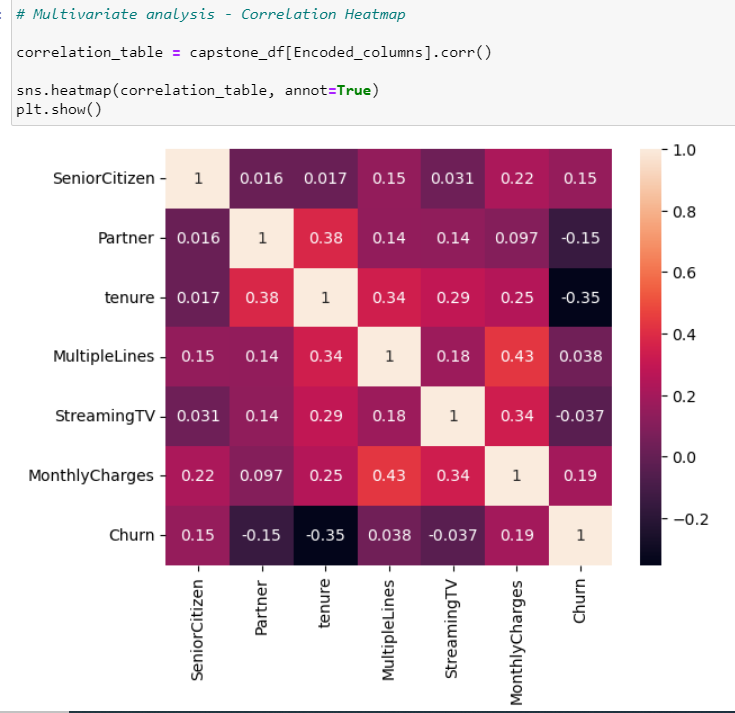 # Multivariate analysis - Correlation Heatmap
correlation_table = capstone_df[Encoded_columns].corr()
sns.heatmap(correlation_table, annot=True)
plt.show()
SeniorCitizen 1 0.016 0.017 0.15 0.031 0.22 0.15
Partner 0.016 1 0.38 0.14 0.14 0.097 -0.15
tenure 0.017 0.38 1 0.34 0.29 0.25 -0.35
MultipleLines 0.15 0.14 0.34 1 0.18 0.43 0.038
StreamingTV 0.031 0.14 0.29 0.18 1 0.34 -0.037
MonthlyCharges 0.22 0.097 0.25 0.43 0.34 1 0.19
Churn 0.15 -0.15 -0.35 0.038 -0.037 0.19 1
SeniorCitizen
Partner
tenure
MultipleLines
StreamingTV
MonthlyCharges
Churn
1.0
0.8
0.6
0.4
0.2
0.0
−0.2